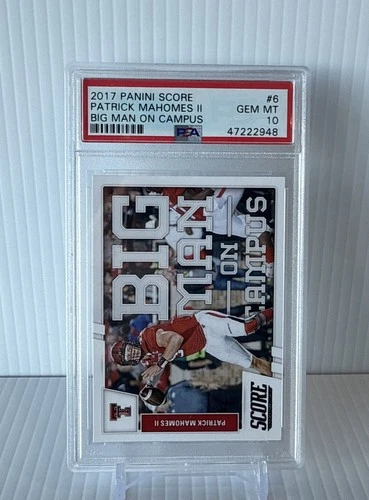 2017 PANINI SCORE #6
PATRICK MAHOMES II GEM MT
BIG MAN ON CAMPUS 10
PSA 47222948
BIG
MAN
ON
CAMPUS
PATRICK MAHOMES II
SCORE